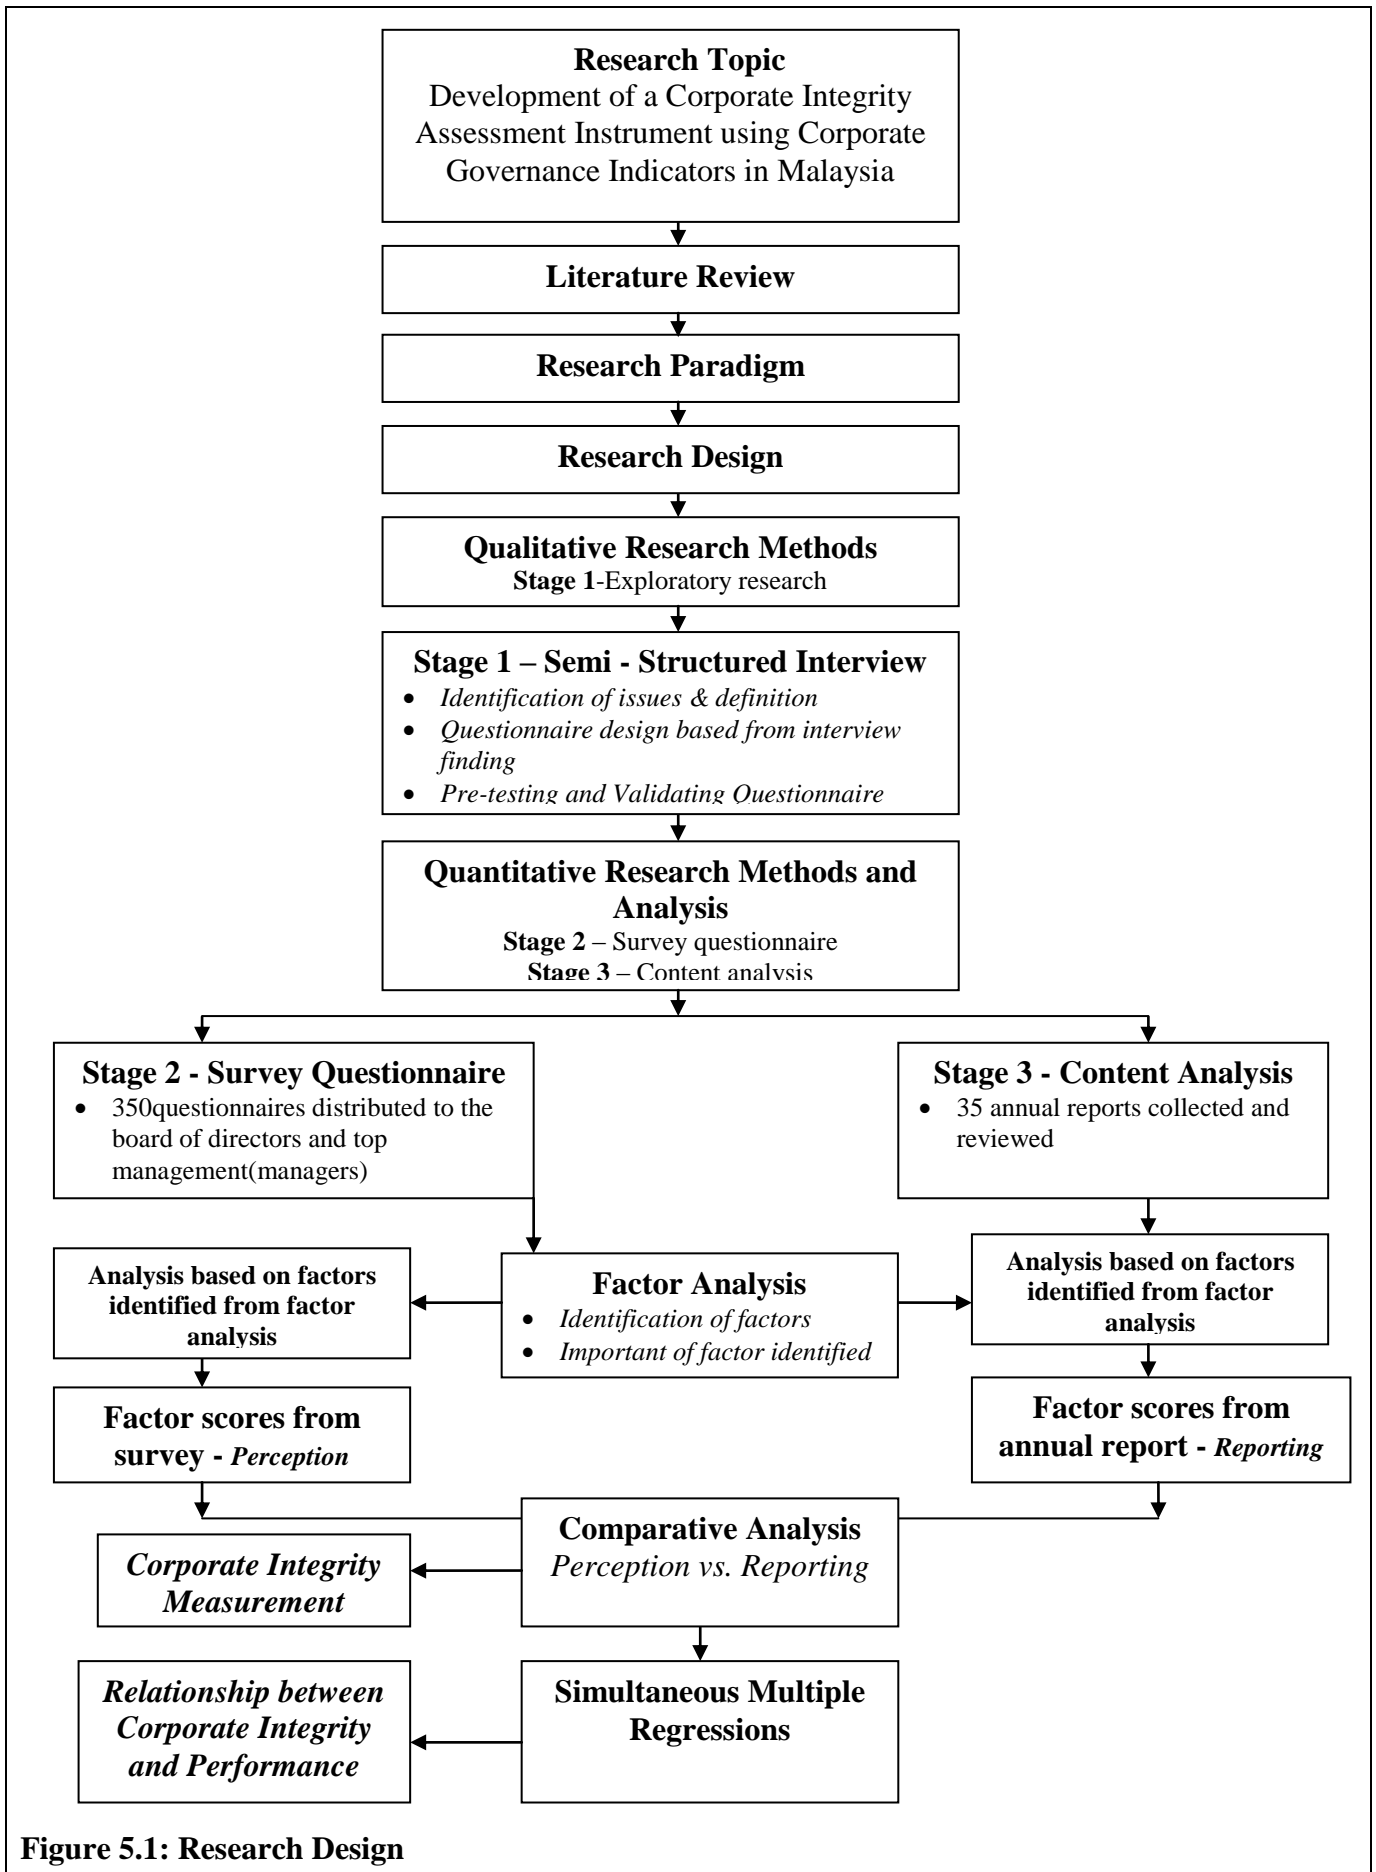 Research Topic
Development of a Corporate Integrity
Assessment Instrument using Corporate
Governance Indicators in Malaysia
Literature Review
Research Paradigm
Research Design
Qualitative Research Methods
Stage 1-Exploratory research
Stage 1 – Semi - Structured Interview
• Identification of issues & definition
• Questionnaire design based from interview
finding
• Pre-testing and Validating Questionnaire
Quantitative Research Methods and
Analysis
Stage 2 – Survey questionnaire
Stage 3 – Content analysis
Stage 2 - Survey Questionnaire
• 350questionnaires distributed to the
board of directors and top
management(managers)
Stage 3 - Content Analysis
• 35 annual reports collected and
reviewed
Analysis based on factors
identified from factor
analysis
Factor Analysis
• Identification of factors
• Important of factor identified
Analysis based on factors
identified from factor
analysis
Factor scores from
survey - Perception
Factor scores from
annual report - Reporting
Comparative Analysis
Perception vs. Reporting
Corporate Integrity
Measurement
Relationship between
Corporate Integrity
and Performance
Simultaneous Multiple
Regressions
Figure 5.1: Research Design